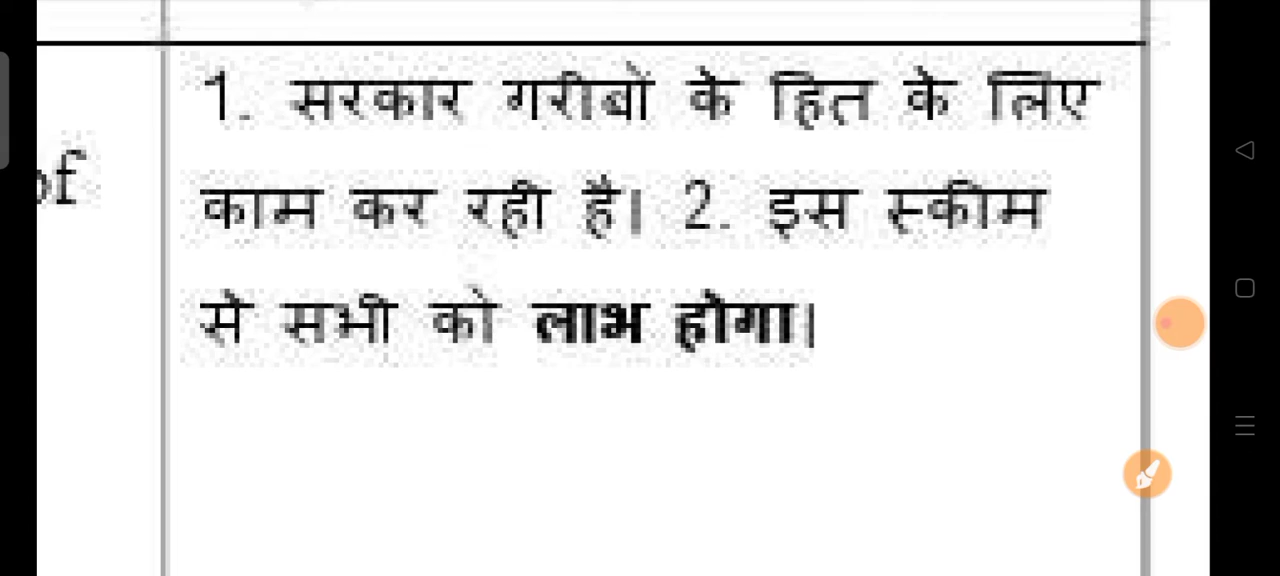 1. सरकार गरीबो के हित के लिए
of
काम कर रही है। 2. इस स्कीम
से सभी को लाभ होगा।